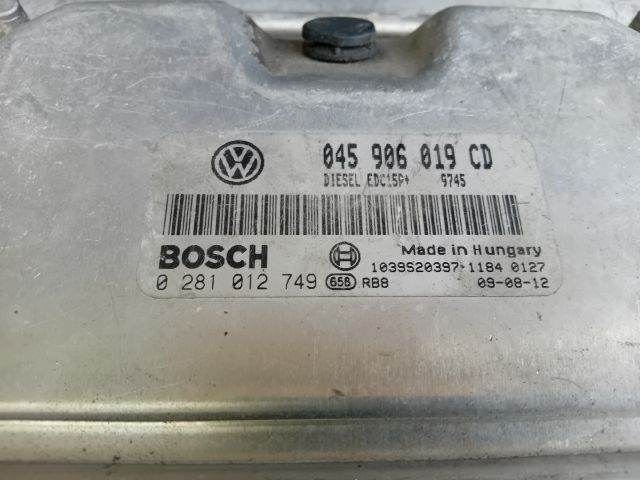 045 906 019 CD
DIESEL EDC15P+ 9745
BOSCH Made in Hungary
1039S20397-1184 0127
0 281 012 749 658 RB8 09-08-12